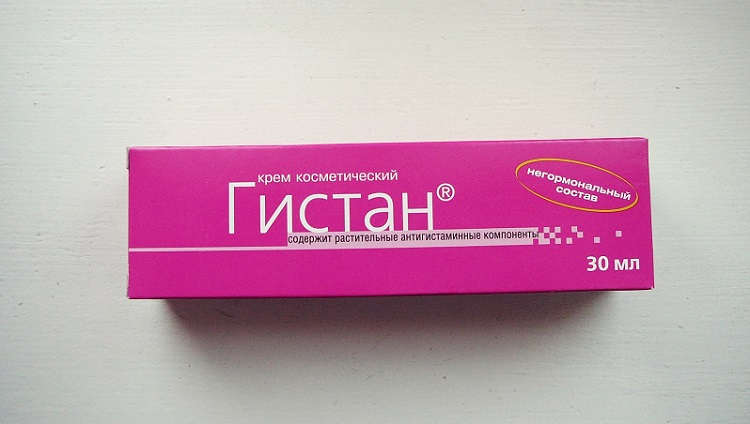 крем косметический
Гистан®
содержит растительные антигистаминные компоненты
негормональный
состав
30 мл